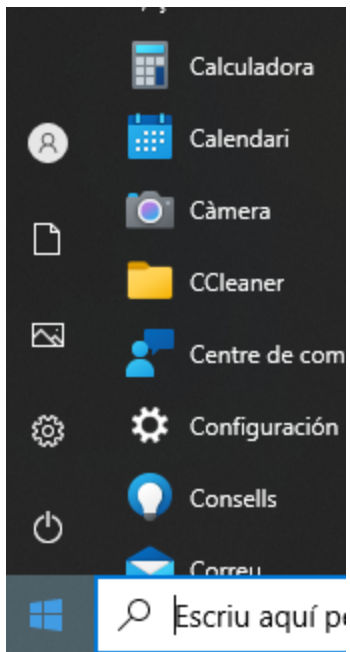 Calculadora
Calendari
Càmera
CCleaner
Centre de com
Configuración
Consells
Correu
Escriu aquí pe